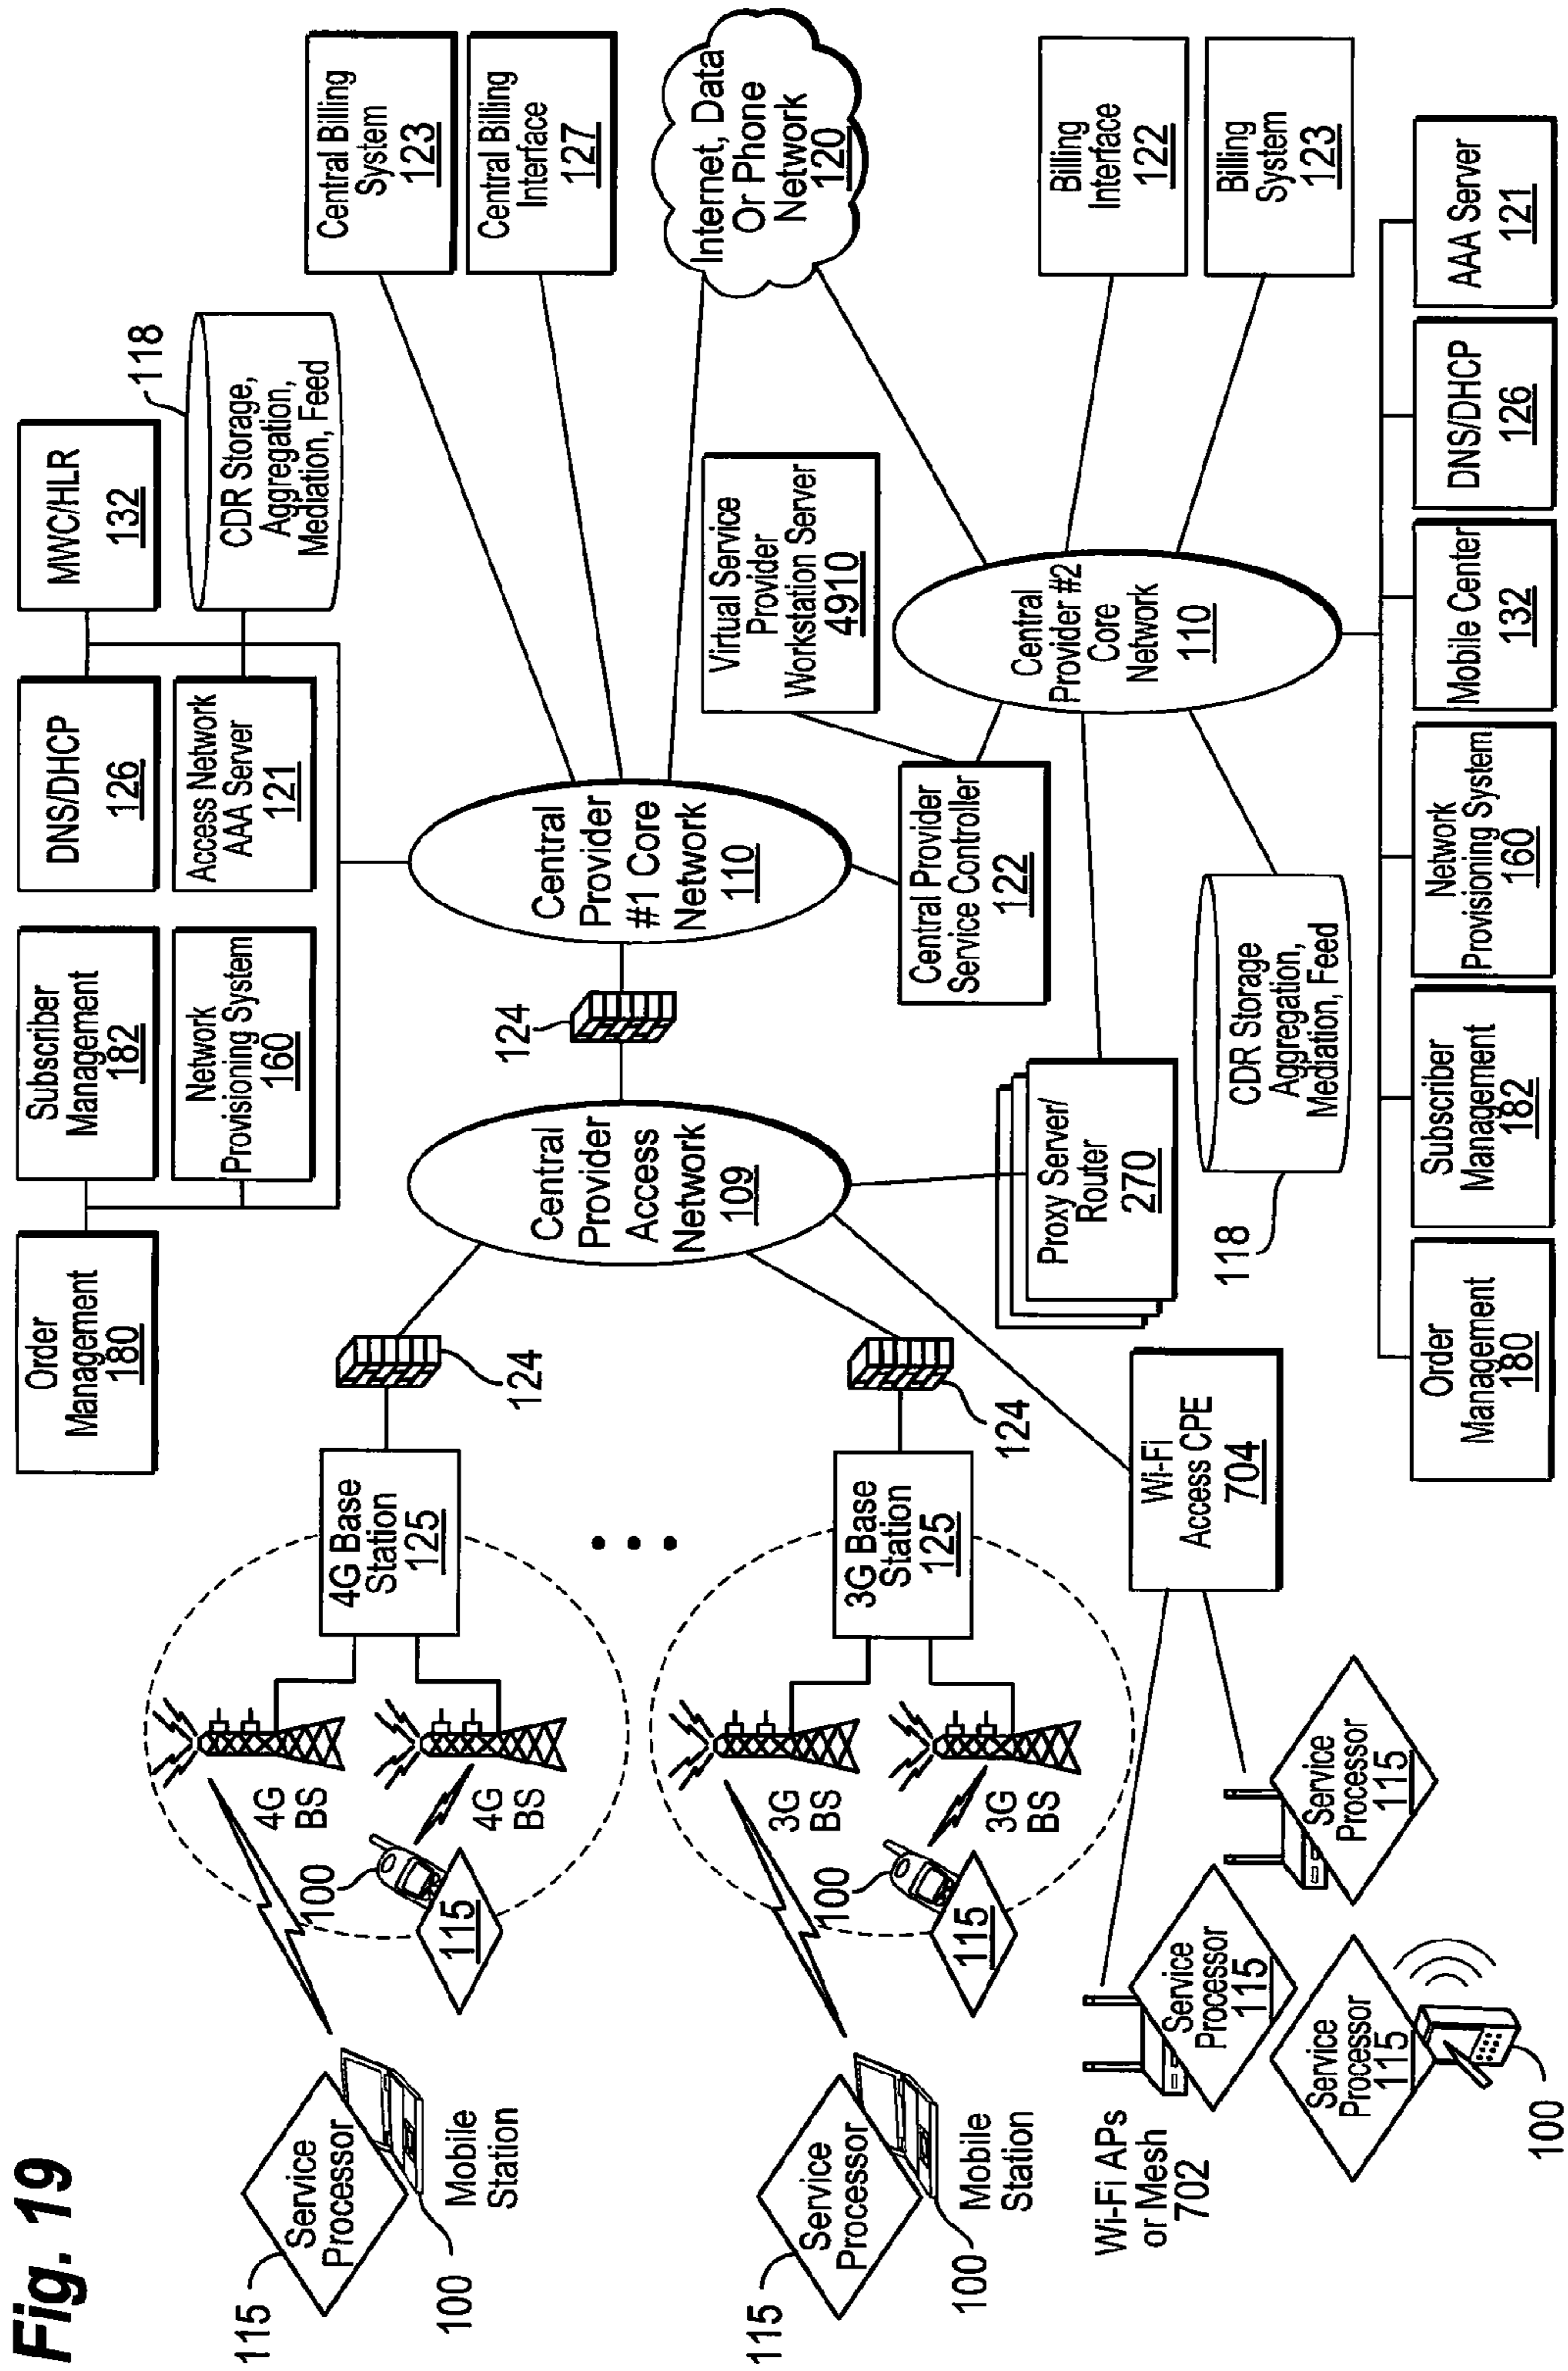 Fig. 19
Order
Management
180
Subscriber
Management
182
DNS/DHCP
126
MWC/HLR
132
118
Network
Provisioning System
160
Access Network
AAA Server
121
CDR Storage,
Aggregation,
Mediation, Feed
Central Billing
System
123
Central Billing
Interface
127
Internet, Data
Or Phone
Network
120
115
Service
Processor
100
Mobile
Station
4G
BS
4G
BS
100
115
4G Base
Station
125
124
Central
Provider
Access
Network
109
124
Central
Provider
#1 Core
Network
110
Virtual Service
Provider
Workstation Server
4910
115
Service
Processor
100
Mobile
Station
3G
BS
3G
BS
100
115
3G Base
Station
125
124
Central Provider
Service Controller
122
Central
Provider #2
Core
Network
110
Billing
Interface
122
Billing
System
123
Proxy Server/
Router
270
Wi-Fi
Access CPE
704
118
CDR Storage
Aggregation,
Mediation, Feed
Wi-Fi APs
or Mesh
702
Service
Processor
115
Service
Processor
115
Service
Processor
115
100
Order
Management
180
Subscriber
Management
182
Network
Provisioning System
160
Mobile Center
132
DNS/DHCP
126
AAA Server
121